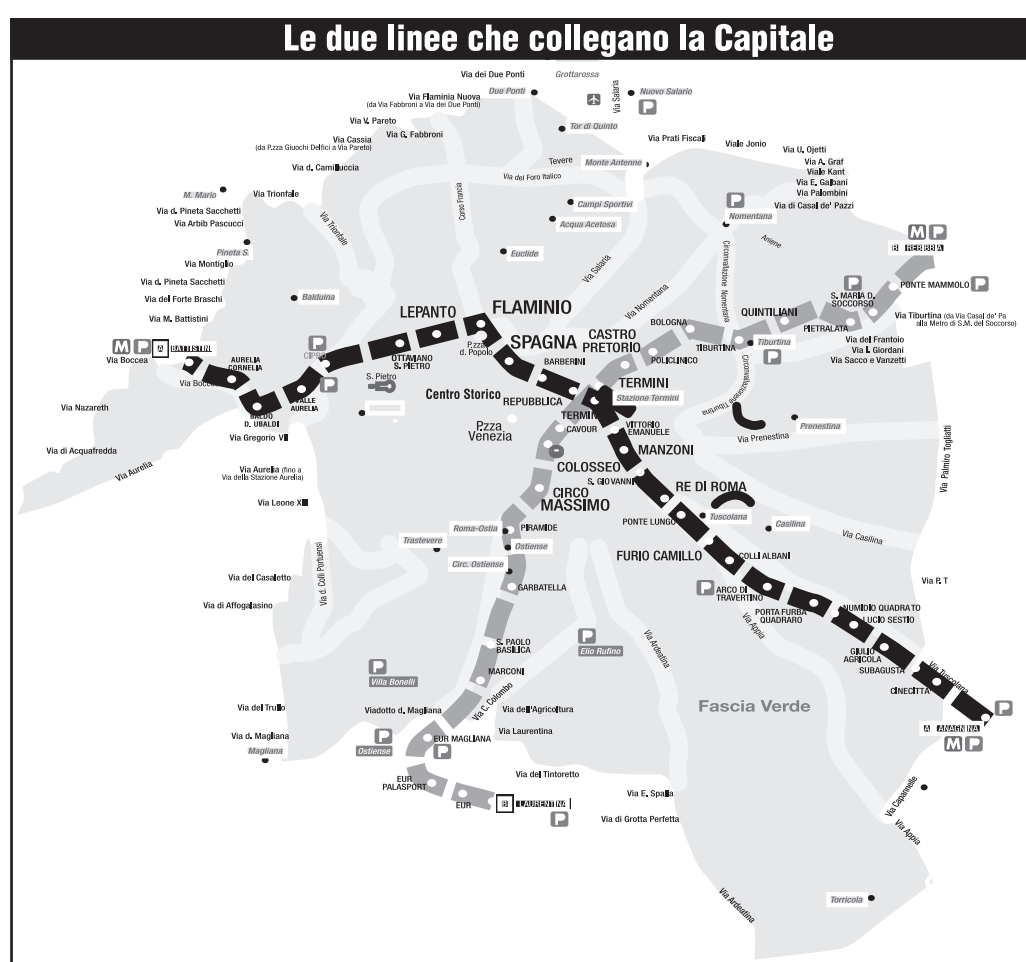 Le due linee che collegano la Capitale
Via dei Due Ponti
Grottarossa
Via Flaminia Nuova
(da Via Fabbroni a Via dei Due Ponti)
Due Ponti
Via Salaria
Nuovo Salario
P
Via V. Pareto
Via G. Fabbroni
Tor di Quinto
Via Cassia
(da P.zza Giuochi Delfici a Via Pareto)
Via Prati Fiscali
Viale Jonio
Via U. Ojetti
Via d. Camilluccia
Tevere
Monte Antenne
Via A. Graf
Viale Kant
Via del Foro Italico
Via E. Galbani
Via Palombini
M. Mario
Via Trionfale
Via Trionfale
Corso Francia
Campi Sportivi
P
Nomentana
Via di Casal de' Pazzi
Via d. Pineta Sacchetti
Via Arbib Pascucci
Acqua Acetosa
Aniene
M P
B REBIBBIA
Pineta S.
Euclide
Via Salaria
Circonvallazione Nomentana
Via Montiglio
Via d. Pineta Sacchetti
P
PONTE MAMMOLO
P
Via del Forte Braschi
Balduina
LEPANTO
FLAMINIO
Via Nomentana
S. MARIA D.
SOCCORSO
Via M. Battistini
QUINTILIANI
Via Tiburtina (da Via Casal de' Pa
alla Metro di S.M. del Soccorso)
BOLOGNA
PIETRALATA
P.zza
d. Popolo
SPAGNA
CASTRO
PRETORIO
TIBURTINA
Tiburtina
P
Via del Frantoio
Via I. Giordani
Via Sacco e Vanzetti
M P
A BATTISTINI
Via Boccea
P
CIPRO
OTTAVIANO
S. PIETRO
BARBERINI
POLICLINICO
AURELIA
CORNELIA
S. Pietro
TERMINI
Stazione Termini
Circonvallazione Tiburtina
P
VALLE
AURELIA
Centro Storico
REPUBBLICA
Via Nazareth
BALDO
D. UBALDI
P.zza
Venezia
CAVOUR
VITTORIO
EMANUELE
Prenestina
Via Prenestina
Via Gregorio VII
Via di Acquafredda
MANZONI
Via Palmiro Togliatti
Via Aurelia
Via Aurelia (fino a
Via della Stazione Aurelia)
COLOSSEO
S. GIOVANNI
CIRCO
MASSIMO
RE DI ROMA
Via Leone XIII
Tuscolana
Casilina
Roma-Ostia
PIRAMIDE
PONTE LUNGO
Via Casilina
Trastevere
Ostiense
Circ. Ostiense
FURIO CAMILLO
COLLI ALBANI
Via d. Colli Portuensi
Via del Casaletto
GARBATELLA
P
ARCO DI
TRAVERTINO
Via P. T
Via di Affogalasino
PORTA FURBA
QUADRARO
NUMIDIO QUADRATO
LUCIO SESTIO
Via Appia
P
Elio Rufino
S. PAOLO
BASILICA
Via Ardeatina
GIULIO
AGRICOLA
P
Villa Bonelli
MARCONI
SUBAGUSTA
Via Tuscolana
CINECITTA
Via del Trullo
Viadotto d. Magliana
Via C. Colombo
Via dell'Agricoltura
Fascia Verde
P
Via d. Magliana
Magliana
P
Ostiense
EUR MAGLIANA
P
Via Laurentina
A ANAGNINA
M P
EUR
PALASPORT
Via del Tintoretto
Via Capannelle
EUR
B LAURENTINA
P
Via E. Spalla
Via di Grotta Perfetta
Via Appia
Via Ardeatina
Torricola